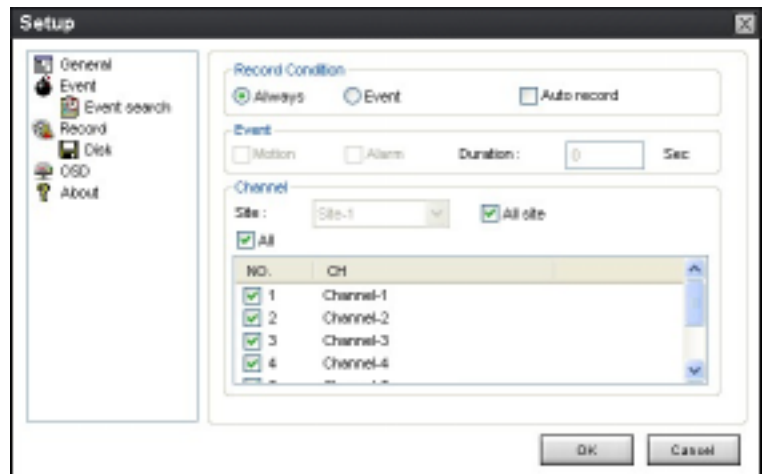 Setup
General
Event
Event search
Record
Disk
OSD
About
Record Condition
Always Event Auto record
Event
Motion Alarm Duration : 0 Sec
Channel
Site : Site-1 All site
All
NO. CH
1 Channel-1
2 Channel-2
3 Channel-3
4 Channel-4
OK Cancel